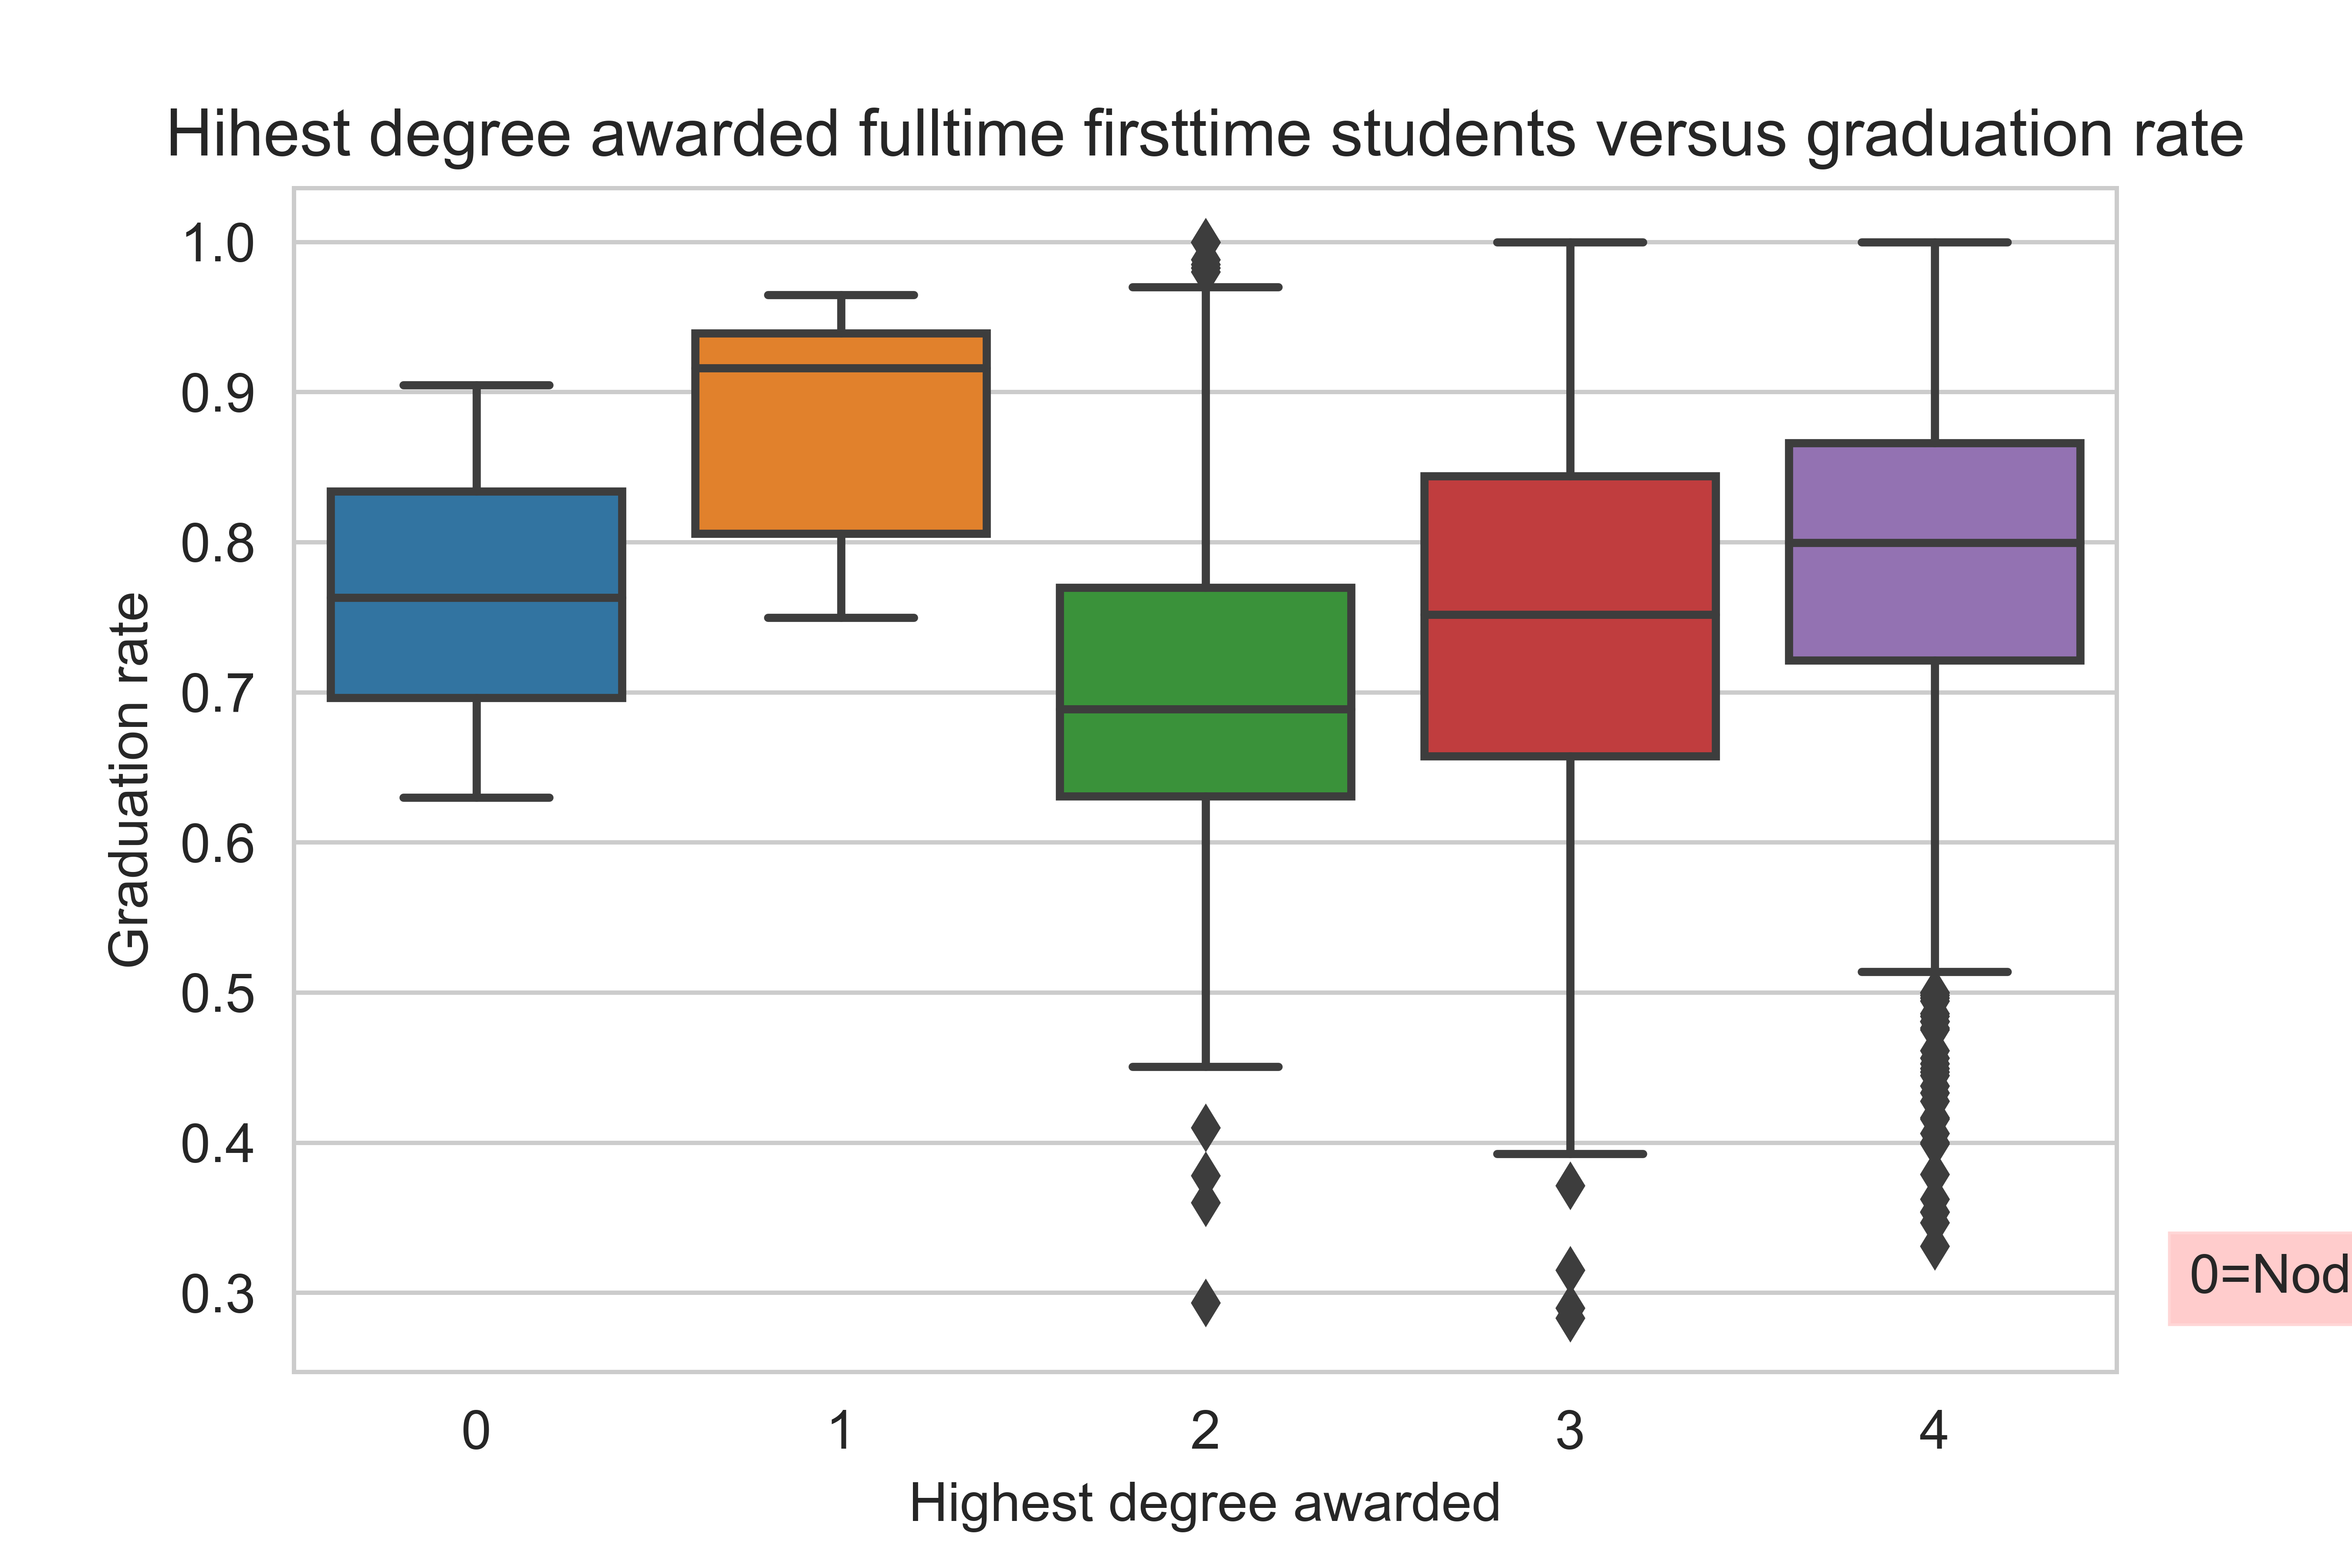 Hihest degree awarded fulltime firsttime students versus graduation rate
1.0
0.9
0.8
0.7
0.6
0.5
0.4
0.3
Graduation rate
0 1 2 3 4
Highest degree awarded
0=Nod